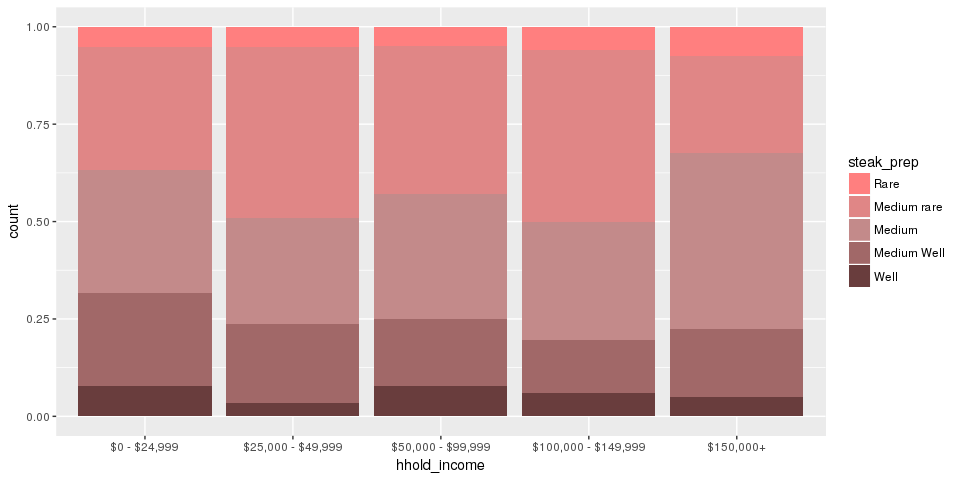 1.00
0.75
0.50
0.25
0.00
count
$0 - $24,999
$25,000 - $49,999
$50,000 - $99,999
$100,000 - $149,999
$150,000+
hhold_income
steak_prep
Rare
Medium rare
Medium
Medium Well
Well